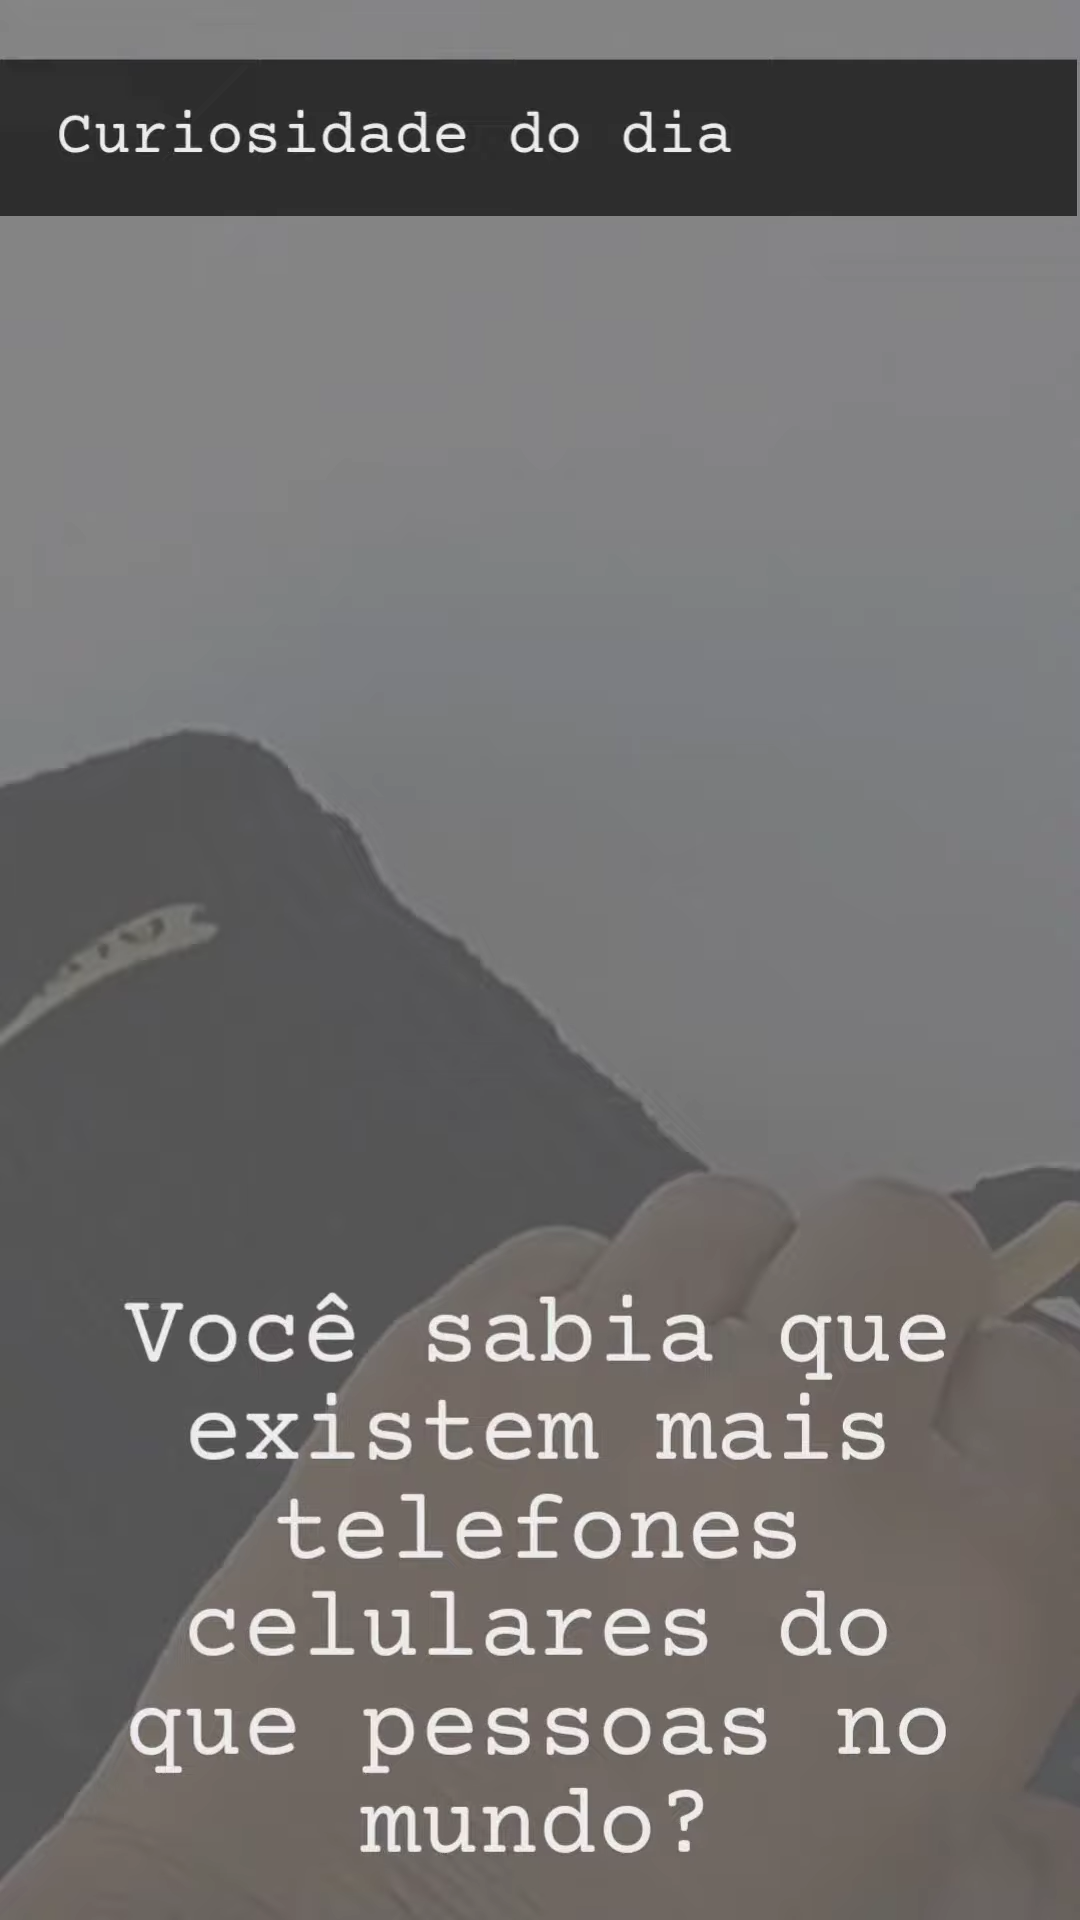 Curiosidade do dia
Você sabia que
existem mais
telefones
celulares do
que pessoas no
mundo?